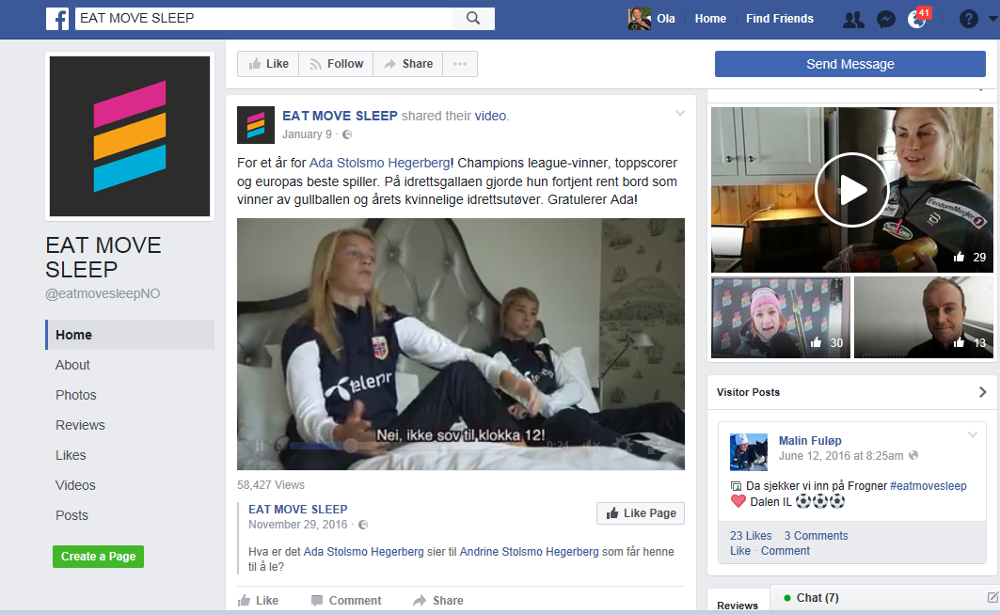 EAT MOVE SLEEP
Ola Home Find Friends 41
Like Follow Share
Send Message
EAT MOVE
SLEEP
@eatmovesleepNO
Home
About
Photos
Reviews
Likes
Videos
Posts
Create a Page
EAT MOVE SLEEP shared their video.
January 9 ·
For et år for Ada Stolsmo Hegerberg! Champions league-vinner, toppscorer
og europas beste spiller. På idrettsgallaen gjorde hun fortjent rent bord som
vinner av gullballen og årets kvinnelige idrettsutøver. Gratulerer Ada!
telenor
telenor
Nei, ikke sov til klokka 12!
0:24
58,427 Views
EAT MOVE SLEEP
November 29, 2016 ·
Like Page
Hva er det Ada Stolsmo Hegerberg sier til Andrine Stolsmo Hegerberg som får henne
til å le?
Like Comment Share
EiendomsMegler
29
30
13
Visitor Posts
Malin Fuløp
June 12, 2016 at 8:25am ·
Da sjekker vi inn på Frogner #eatmovesleep
❤ Dalen IL ⚽⚽⚽
23 Likes 3 Comments
Like · Comment
Reviews
Chat (7)